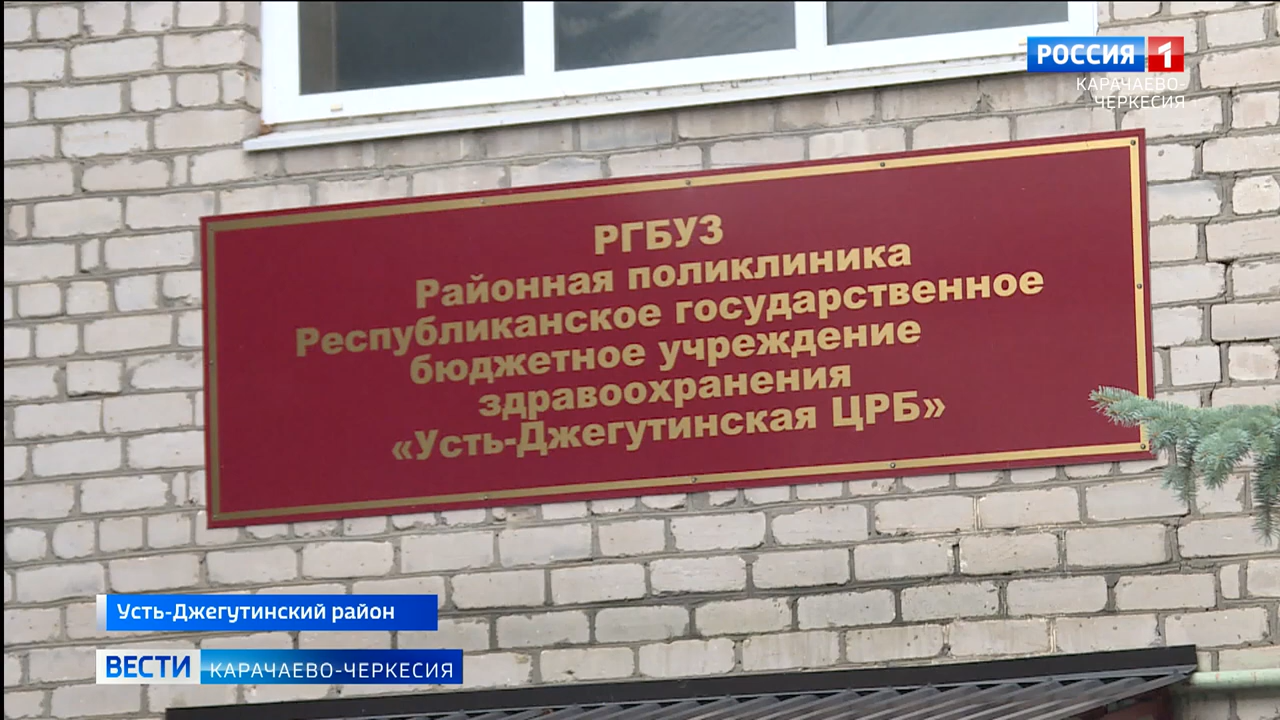 РОССИЯ 1
КАРАЧАЕВО-
ЧЕРКЕСИЯ
РГБУЗ
Районная поликлиника
Республиканское государственное
бюджетное учреждение
здравоохранения
«Усть-Джегутинская ЦРБ»
Усть-Джегутинский район
ВЕСТИ КАРАЧАЕВО-ЧЕРКЕСИЯ